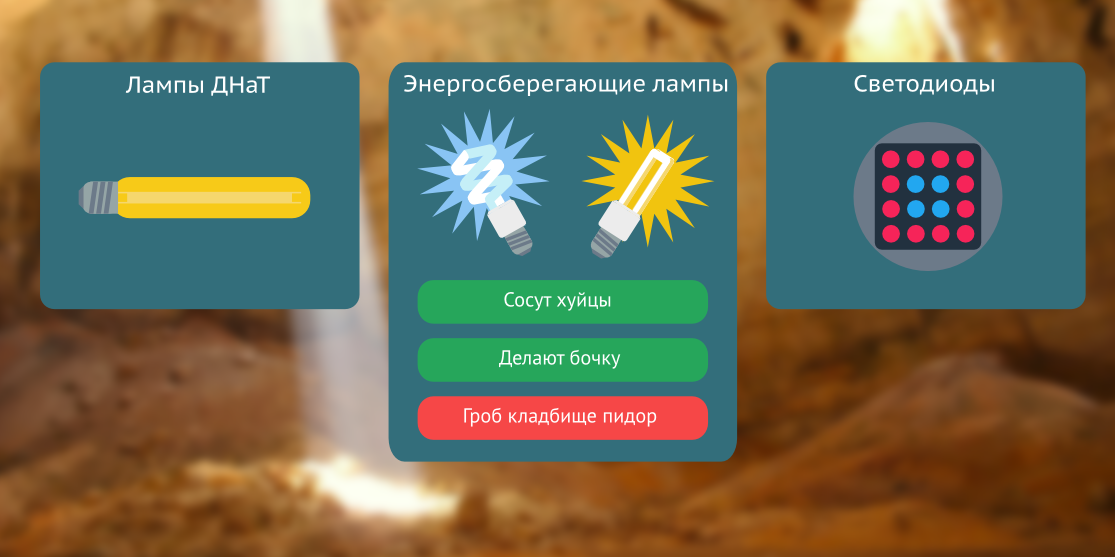 Лампы ДНаТ
Энергосберегающие лампы
Сосут хуйцы
Делают бочку
Гроб кладбище пидор
Светодиоды